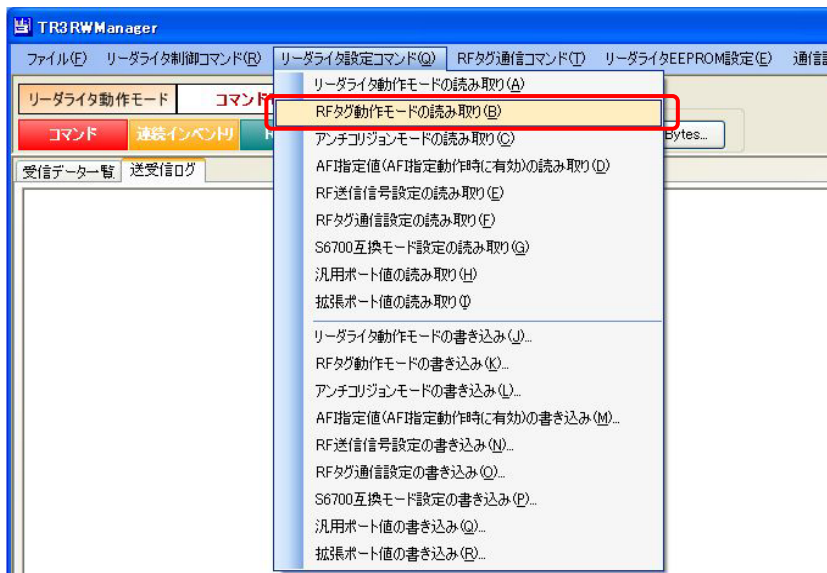 TR3RWManager
ファイル(F) リーダライタ制御コマンド(R) リーダライタ設定コマンド(Q) RFタグ通信コマンド(T) リーダライタEEPROM設定(E)
リーダライタ動作モード
コマンド 連続インベントリ
Bytes...
受信データ一覧 送受信ログ
リーダライタ動作モードの読み取り(A)
RFタグ動作モードの読み取り(B)
アンチコリジョンモードの読み取り(C)
AFI指定値(AFI指定動作時に有効)の読み取り(D)
RF送信信号設定の読み取り(E)
RFタグ通信設定の読み取り(F)
S6700互換モード設定の読み取り(G)
汎用ポート値の読み取り(H)
拡張ポート値の読み取り(I)
リーダライタ動作モードの書き込み(J)...
RFタグ動作モードの書き込み(K)...
アンチコリジョンモードの書き込み(L)...
AFI指定値(AFI指定動作時に有効)の書き込み(M)...
RF送信信号設定の書き込み(N)...
RFタグ通信設定の書き込み(O)...
S6700互換モード設定の書き込み(P)...
汎用ポート値の書き込み(Q)...
拡張ポート値の書き込み(R)...